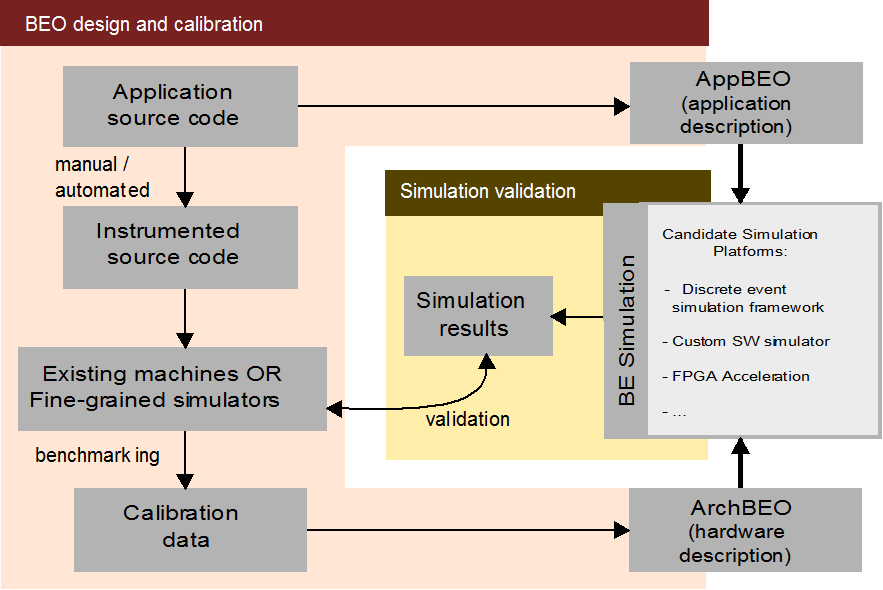 BEO design and calibration
Application
source code
AppBEO
(application
description)
manual /
automated
Simulation validation
Instrumented
source code
BE Simulation
Candidate Simulation
Platforms:
- Discrete event
simulation framework
- Custom SW simulator
- FPGA Acceleration
- ...
Simulation
results
Existing machines OR
Fine-grained simulators
validation
benchmark ing
Calibration
data
ArchBEO
(hardware
description)